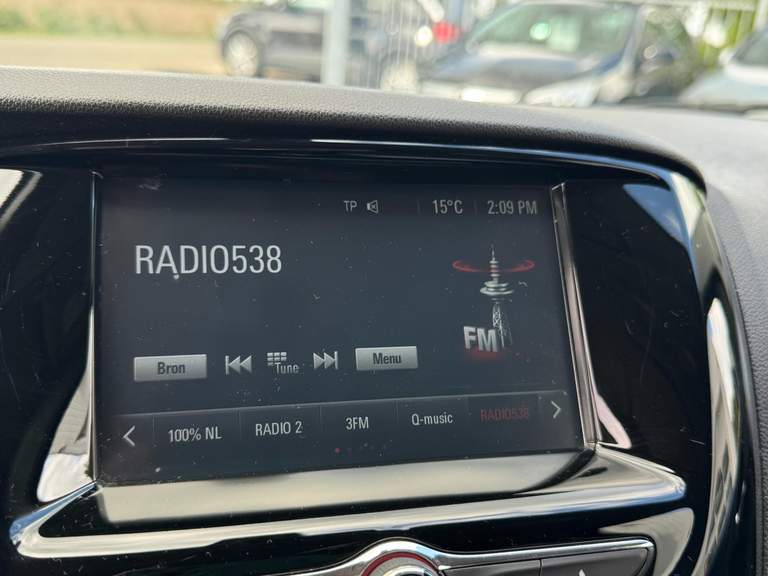 TP 15°C 2:09 PM
RADIO538
FM
Bron Tune Menu
100% NL RADIO 2 3FM Q-music RADIO538